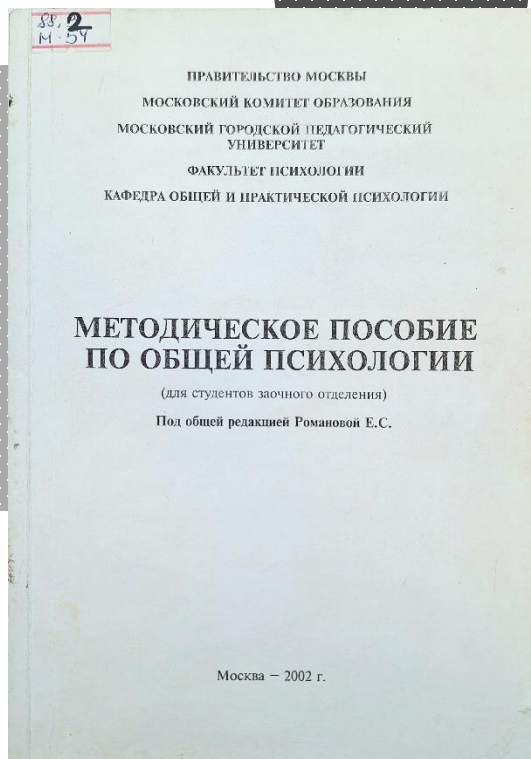 88.2
М-54
ПРАВИТЕЛЬСТВО МОСКВЫ
МОСКОВСКИЙ КОМИТЕТ ОБРАЗОВАНИЯ
МОСКОВСКИЙ ГОРОДСКОЙ ПЕДАГОГИЧЕСКИЙ
УНИВЕРСИТЕТ
ФАКУЛЬТЕТ ПСИХОЛОГИИ
КАФЕДРА ОБЩЕЙ И ПРАКТИЧЕСКОЙ ПСИХОЛОГИИ
МЕТОДИЧЕСКОЕ ПОСОБИЕ
ПО ОБЩЕЙ ПСИХОЛОГИИ
(для студентов заочного отделения)
Под общей редакцией Романовой Е.С.
Москва – 2002 г.